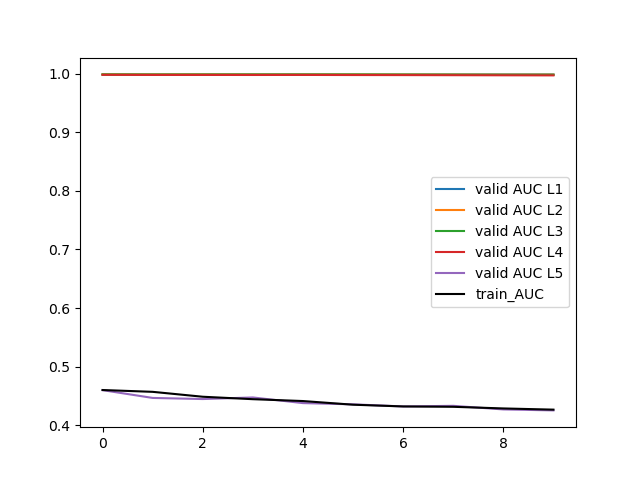 1.0
0.9
0.8
0.7
0.6
0.5
0.4
0 2 4 6 8
valid AUC L1
valid AUC L2
valid AUC L3
valid AUC L4
valid AUC L5
train_AUC